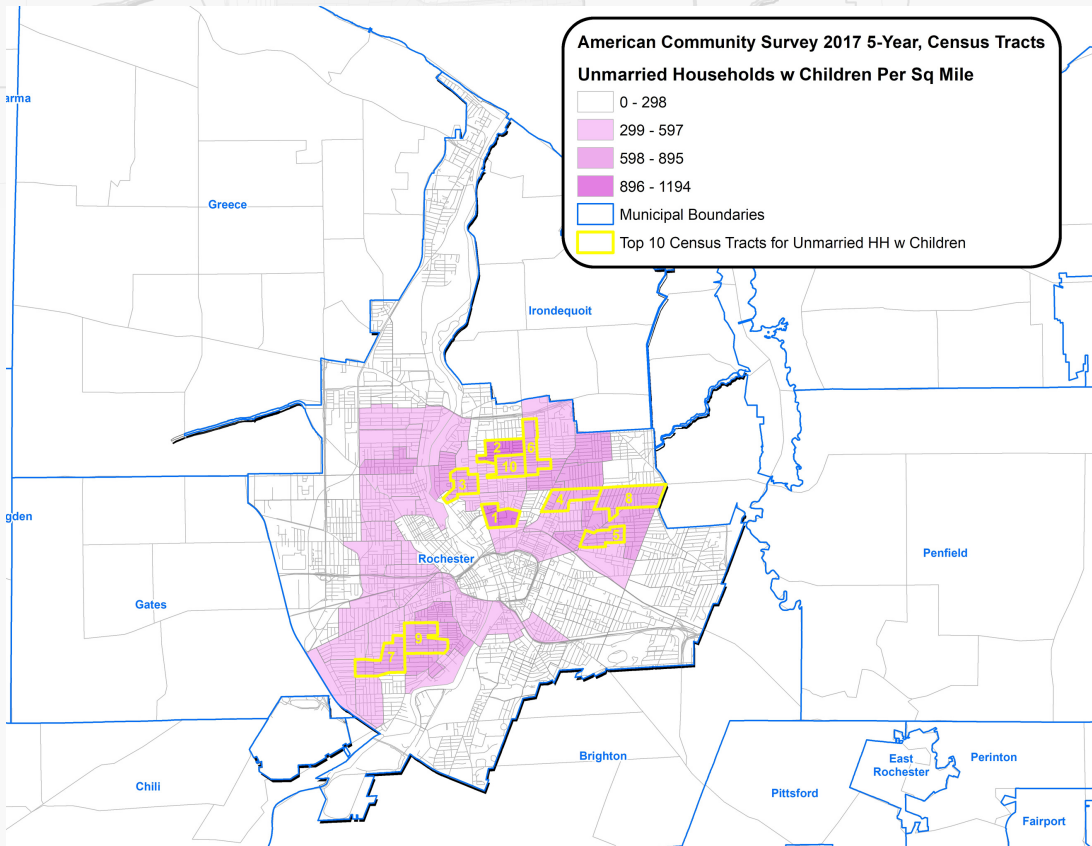 American Community Survey 2017 5-Year, Census Tracts
Unmarried Households w Children Per Sq Mile
0 - 298
299 - 597
598 - 895
896 - 1194
Municipal Boundaries
Top 10 Census Tracts for Unmarried HH w Children
arma
Greece
Irondequoit
2
6
10
3
4
8
1
5
gden
Rochester
Penfield
Gates
9
7
Brighton
East
Rochester
Perinton
Chili
Pittsford
Fairport